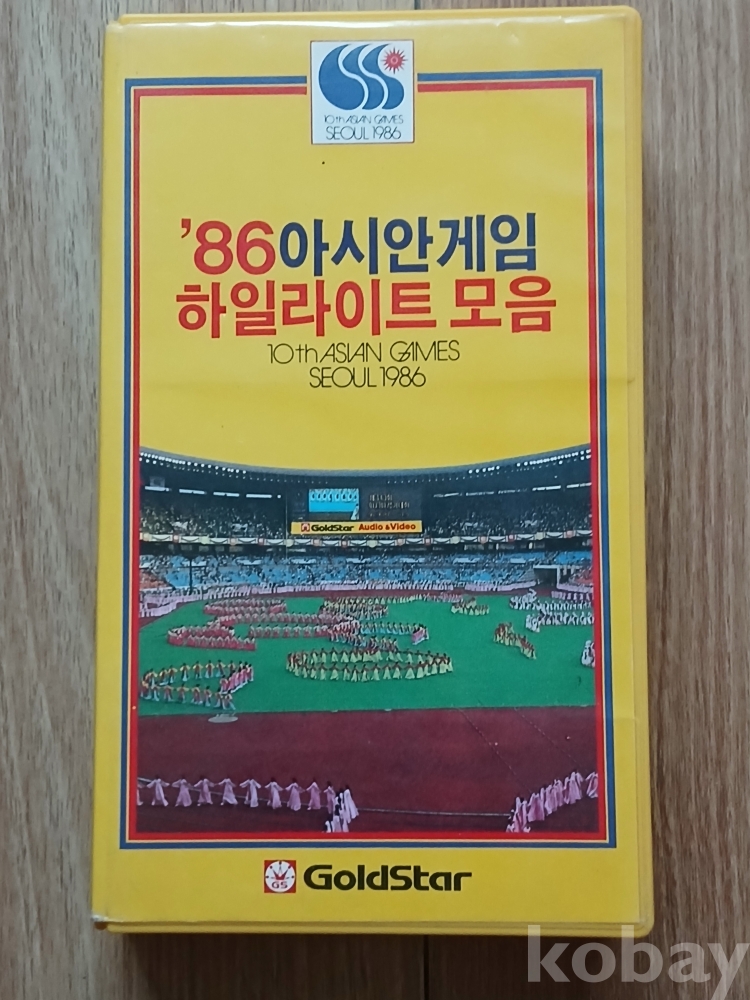 10th ASIAN GAMES
SEOUL 1986
'86아시안게임
하일라이트 모음
10th ASIAN GAMES
SEOUL 1986
GoldStar Audio & Video
GS GoldStar
kobay